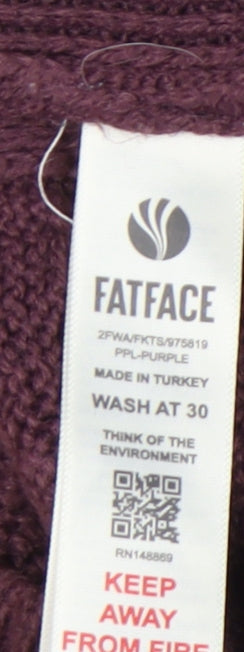 FATFACE
2FWA/FKTS/975819
PPL-PURPLE
MADE IN TURKEY
WASH AT 30
THINK OF THE
ENVIRONMENT
RN148869
KEEP
AWAY
FROM FIRE